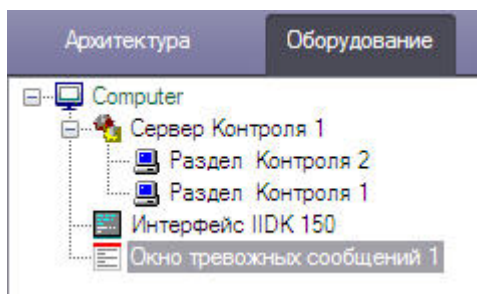 Архитектура Оборудование
Computer
Сервер Контроля 1
Раздел Контроля 2
Раздел Контроля 1
Интерфейс IIDK 150
Окно тревожных сообщений 1